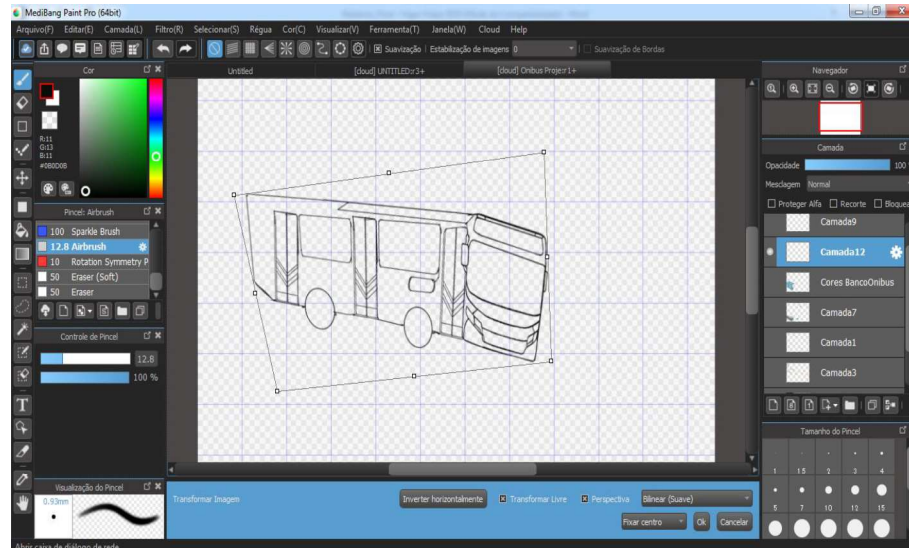 MediBang Paint Pro (64bit)
Arquivo(F) Editar(E) Camada(L) Filtro(R) Selecionar(S) Régua Cor(C) Visualizar(V) Ferramenta(T) Janela(W) Cloud Help
Suavização Estabilização de imagens 0 Suavização de Bordas
Cor
Untitled [cloud] UNTITLED:r3+ [cloud] Onibus Proje:r1+
Navegador
R:11
G:13
B:11
#0B0D0B
Camada
Opacidade 100
Mesclagem Normal
Proteger Alfa Recorte Bloquea
Pincel: Airbrush
100 Sparkle Brush
12.8 Airbrush
10 Rotation Symmetry P
50 Eraser (Soft)
50 Eraser
Camada9
Camada12
Cores BancoOnibus
Camada7
Camada1
Camada3
Controle de Pincel
12.8
100 %
T
Tamanho do Pincel
1 1.5 2 3 4
5 7 10 12 15
Visualização do Pincel
0.93mm
Transformar Imagem Inverter horizontalmente Transformar Livre Perspectiva Bilinear (Suave)
Fixar centro Ok Cancelar
Abrir caixa de diálogo de rede